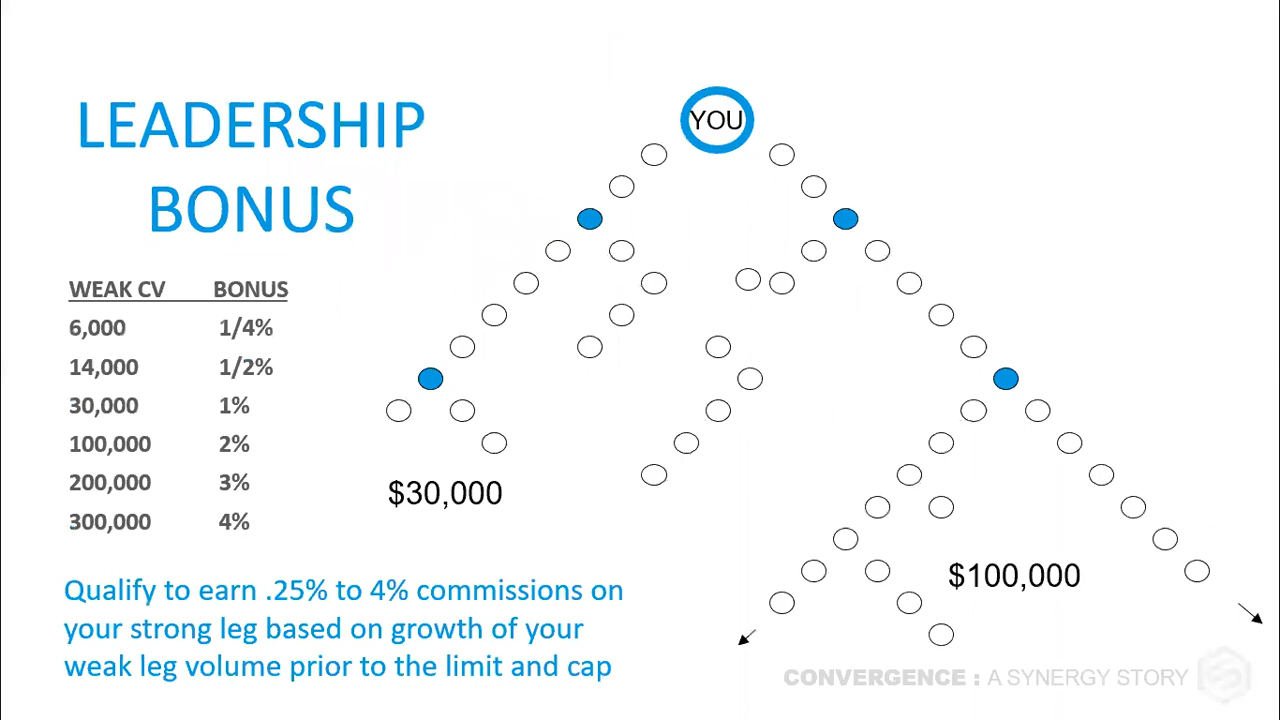 LEADERSHIP
BONUS
YOU
WEAK CV BONUS
6,000 1/4%
14,000 1/2%
30,000 1%
100,000 2%
200,000 3%
300,000 4%
$30,000
$100,000
Qualify to earn .25% to 4% commissions on
your strong leg based on growth of your
weak leg volume prior to the limit and cap
CONVERGENCE : A SYNERGY STORY